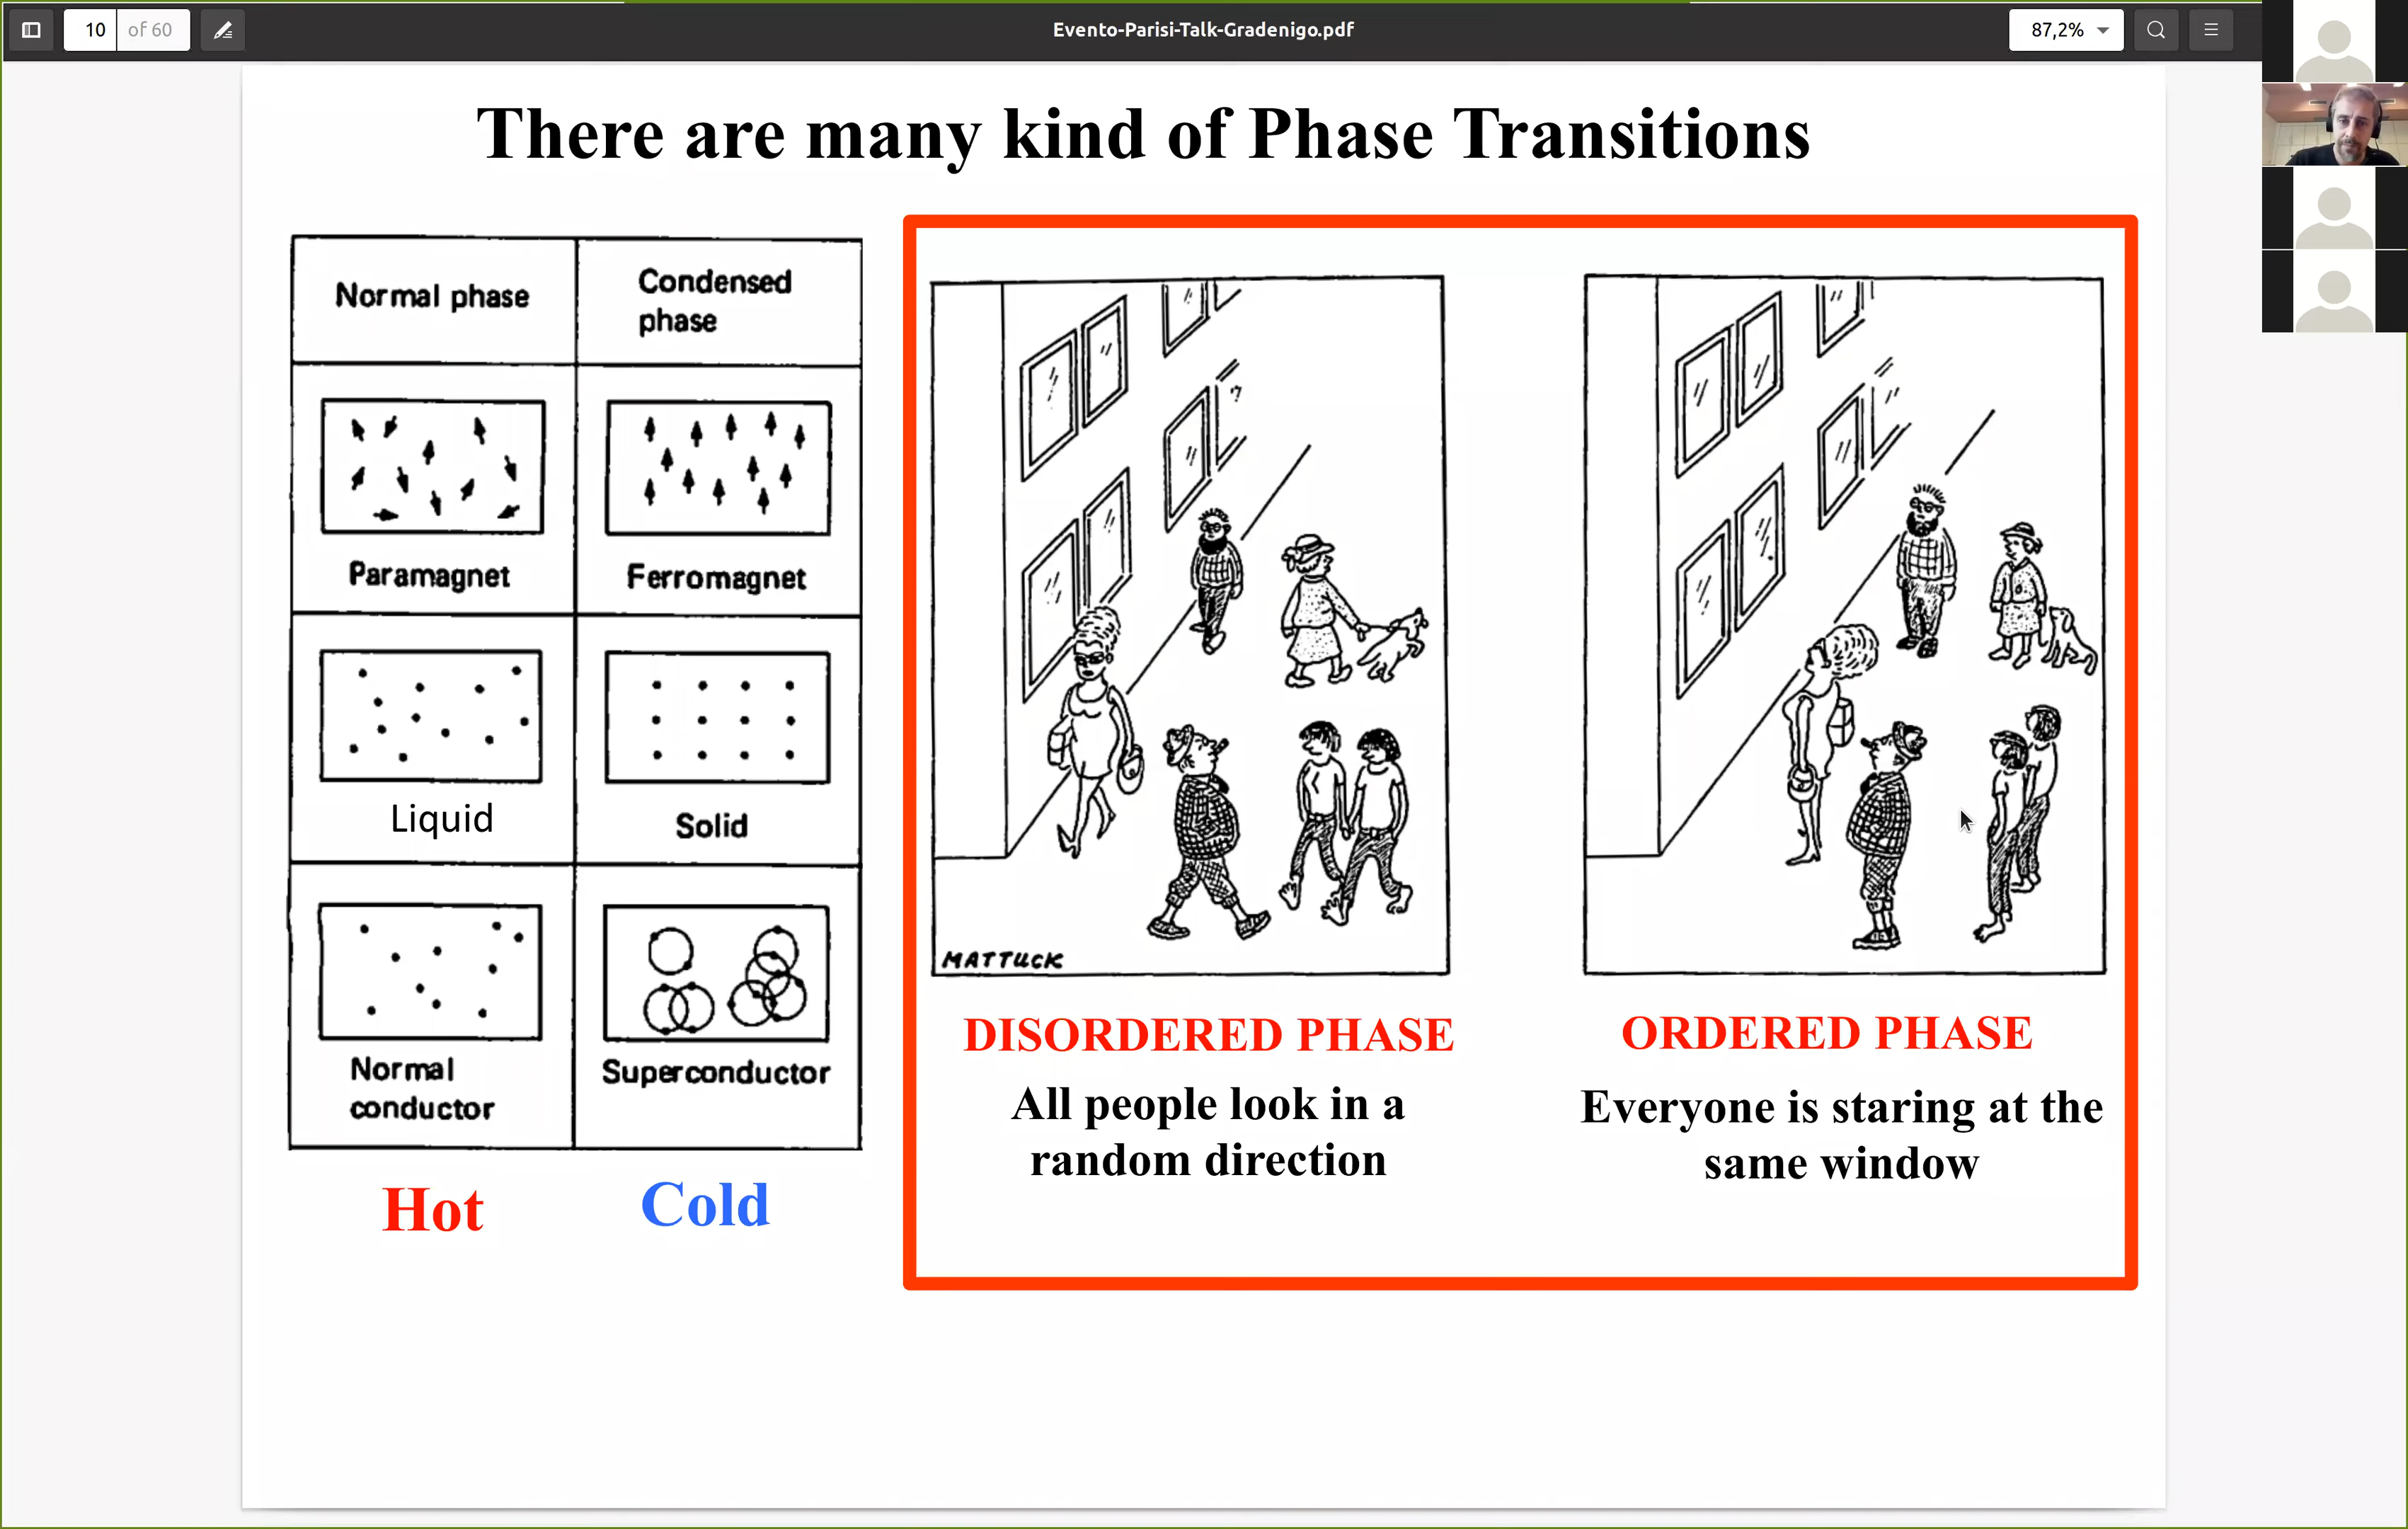 10 of 60
Evento-Parisi-Talk-Gradenigo.pdf
87,2%
There are many kind of Phase Transitions
Normal phase
Condensed
phase
Paramagnet
Ferromagnet
Liquid
Solid
Normal
conductor
Superconductor
Hot
Cold
?
MATTUCK
DISORDERED PHASE
All people look in a
random direction
ORDERED PHASE
Everyone is staring at the
same window